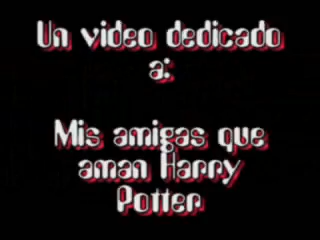 Un video dedicado
a:
Mis amigas que
aman Harry
Potter